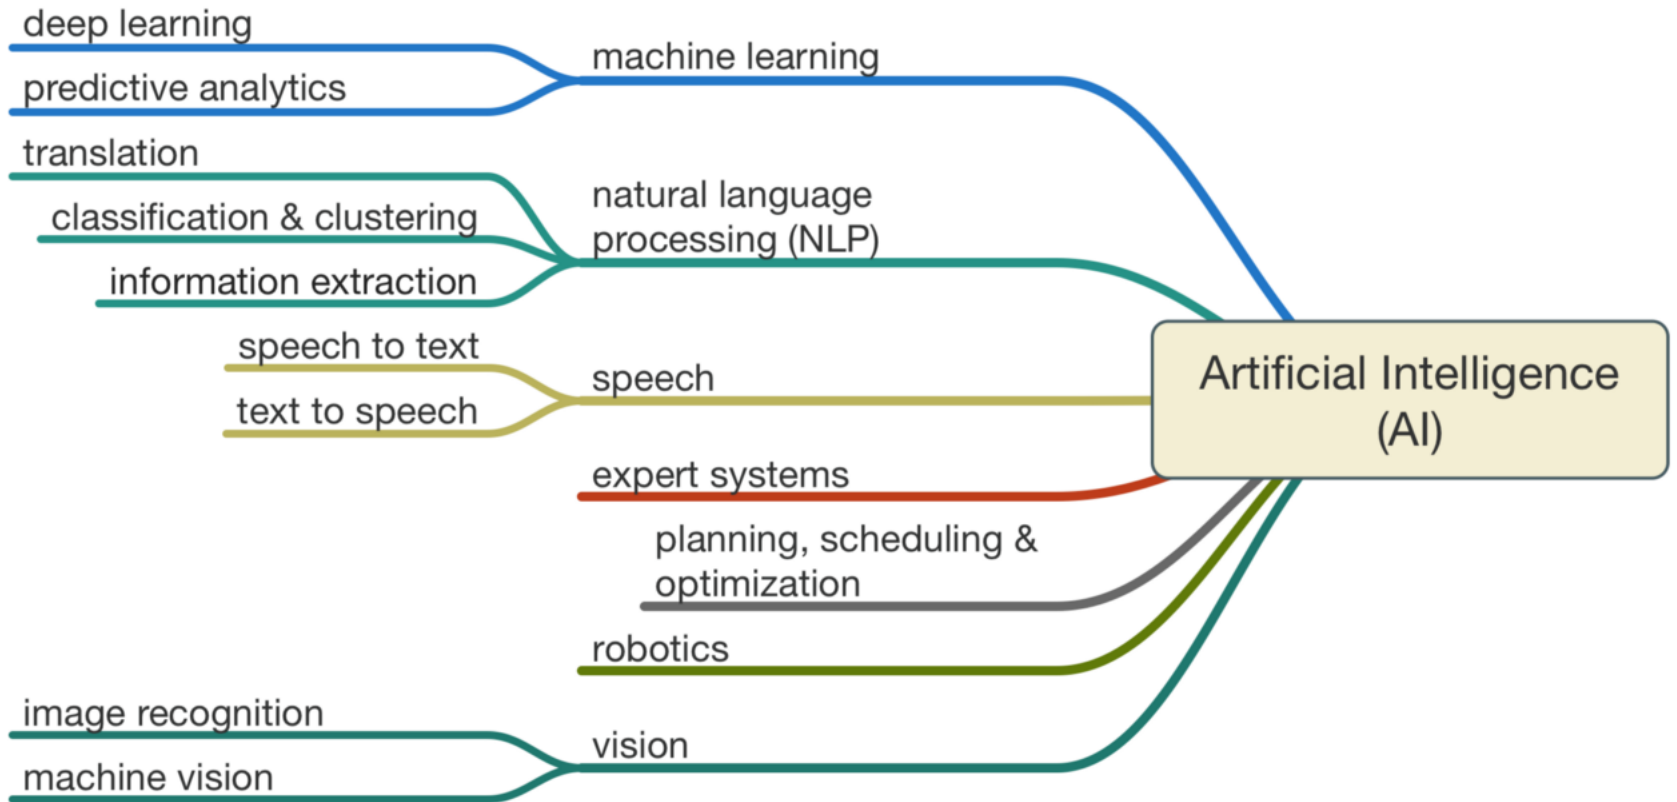 deep learning
predictive analytics
machine learning
translation
classification & clustering
information extraction
natural language
processing (NLP)
speech to text
text to speech
speech
expert systems
planning, scheduling &
optimization
robotics
image recognition
machine vision
vision
Artificial Intelligence
(AI)